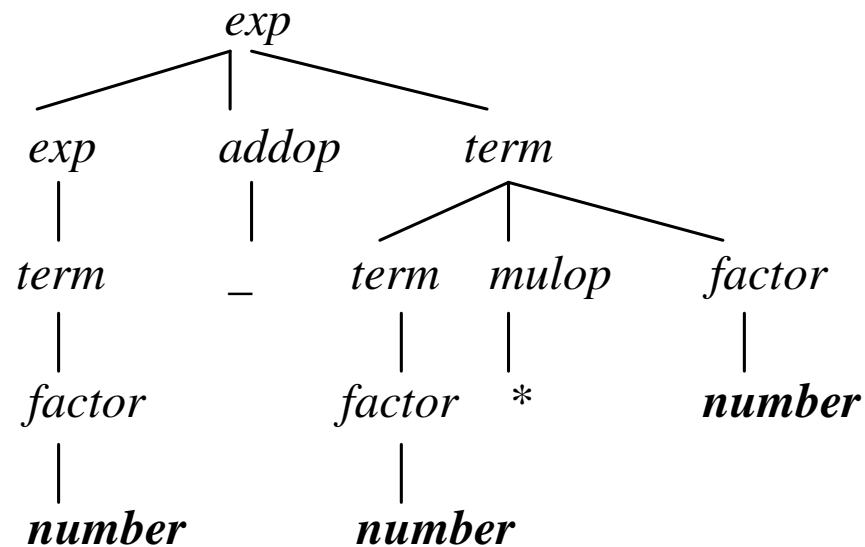 exp
exp addop term
term _ term mulop factor
factor factor * number
number number